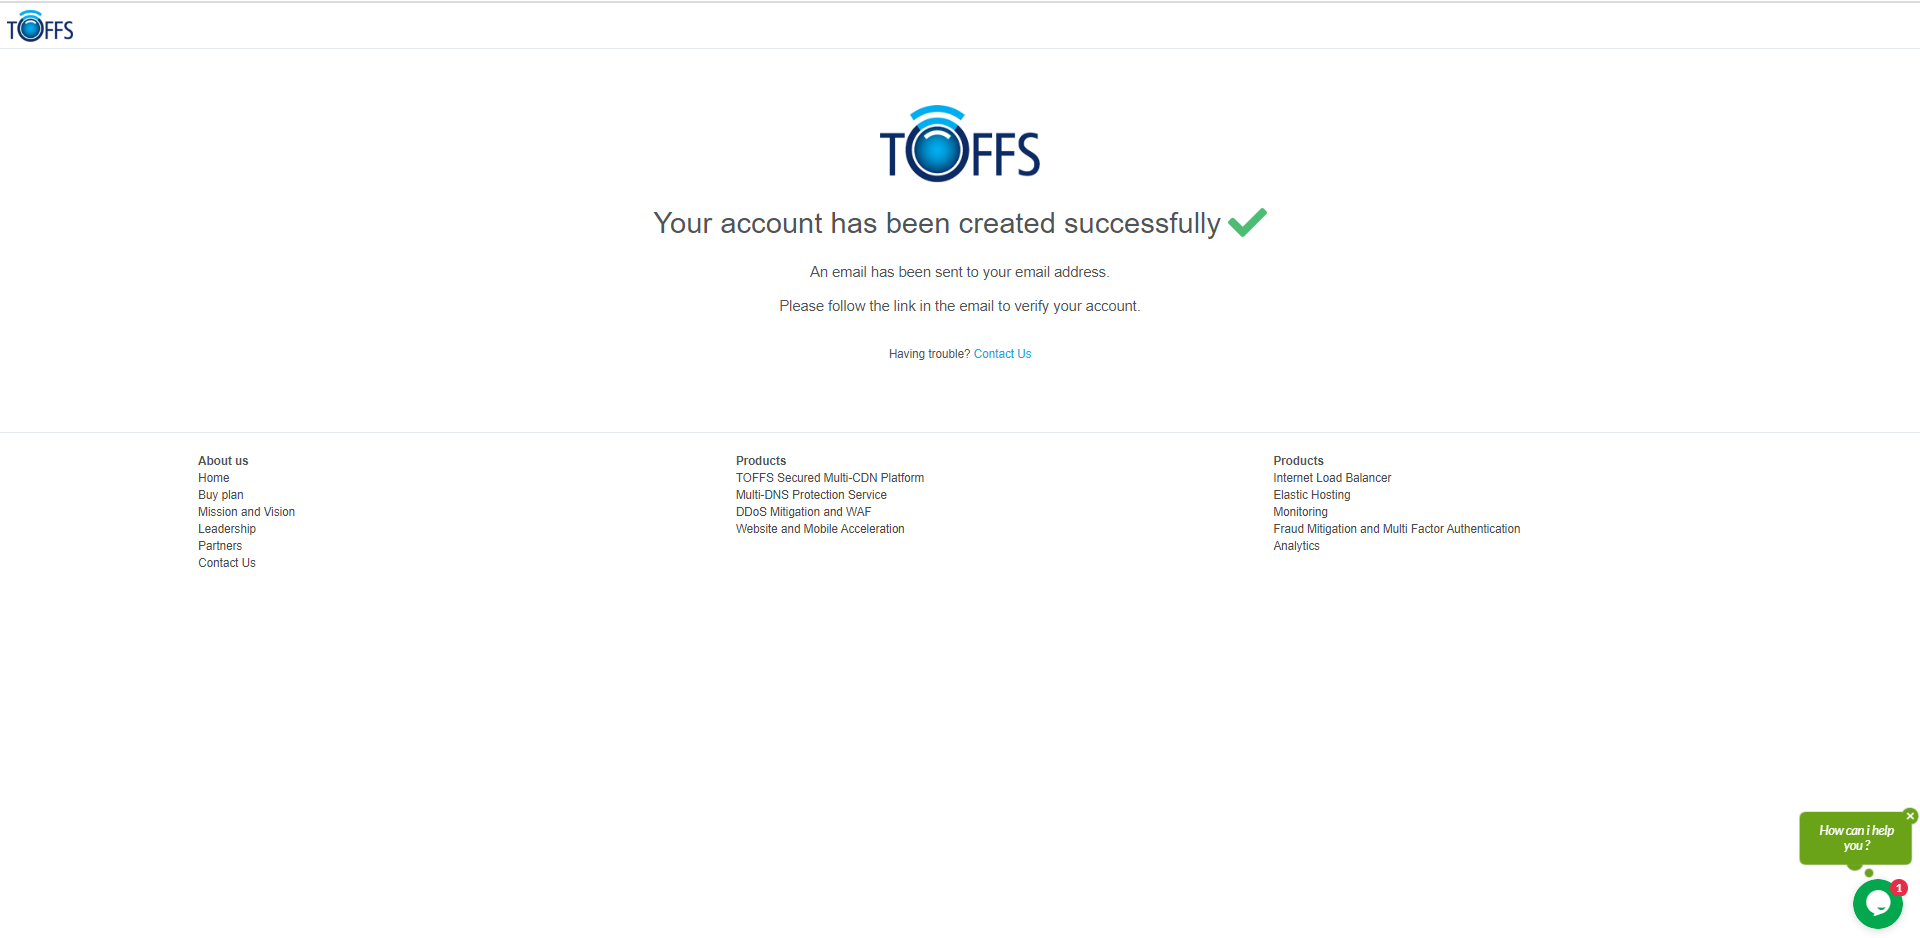 TOFFS
TOFFS
Your account has been created successfully
An email has been sent to your email address.
Please follow the link in the email to verify your account.
Having trouble? Contact Us
About us
Home
Buy plan
Mission and Vision
Leadership
Partners
Contact Us
Products
TOFFS Secured Multi-CDN Platform
Multi-DNS Protection Service
DDoS Mitigation and WAF
Website and Mobile Acceleration
Products
Internet Load Balancer
Elastic Hosting
Monitoring
Fraud Mitigation and Multi Factor Authentication
Analytics
How can i help
you ?
1